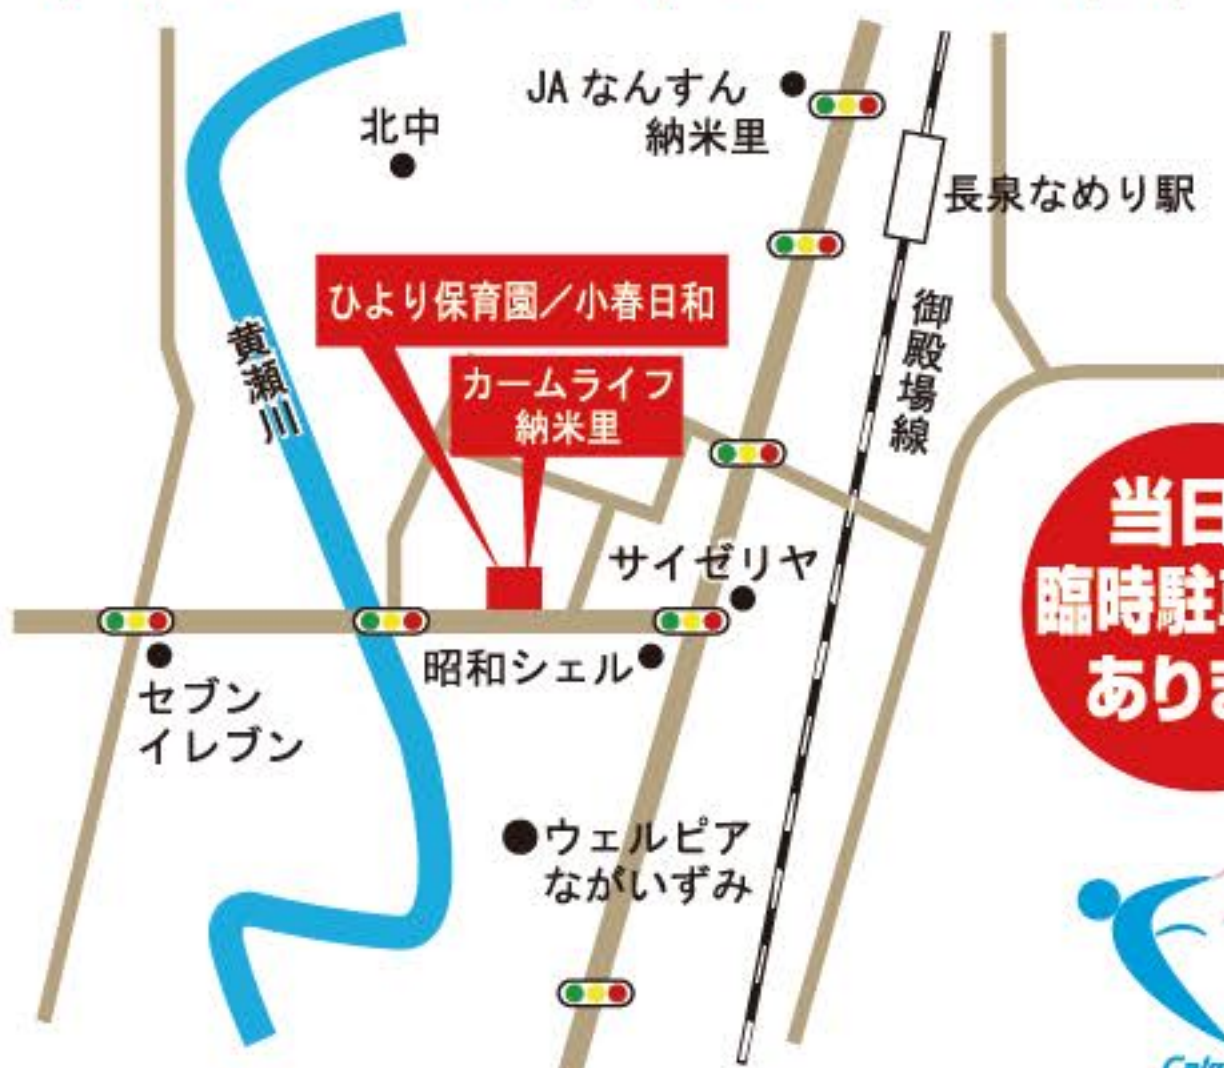 JA なんすん
納米里
北中
長泉なめり駅
ひより保育園／小春日和
御殿場線
黄瀬川
カームライフ
納米里
サイゼリヤ
昭和シェル
セブン
イレブン
ウェルピア
ながいずみ
当日
臨時駐
あり